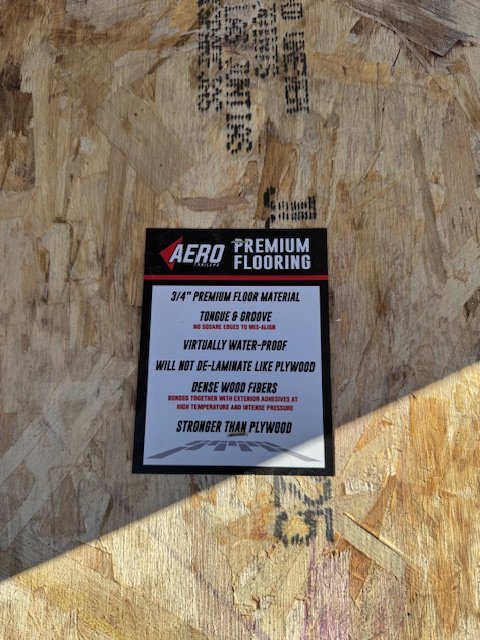 AERO PREMIUM
TRAILERS FLOORING
3/4" PREMIUM FLOOR MATERIAL
TONGUE & GROOVE
NO SQUARE EDGES TO MIS-ALIGN
VIRTUALLY WATER-PROOF
WILL NOT DE-LAMINATE LIKE PLYWOOD
DENSE WOOD FIBERS
BONDED TOGETHER WITH EXTERIOR ADHESIVES AT
HIGH TEMPERATURE AND INTENSE PRESSURE
STRONGER THAN PLYWOOD